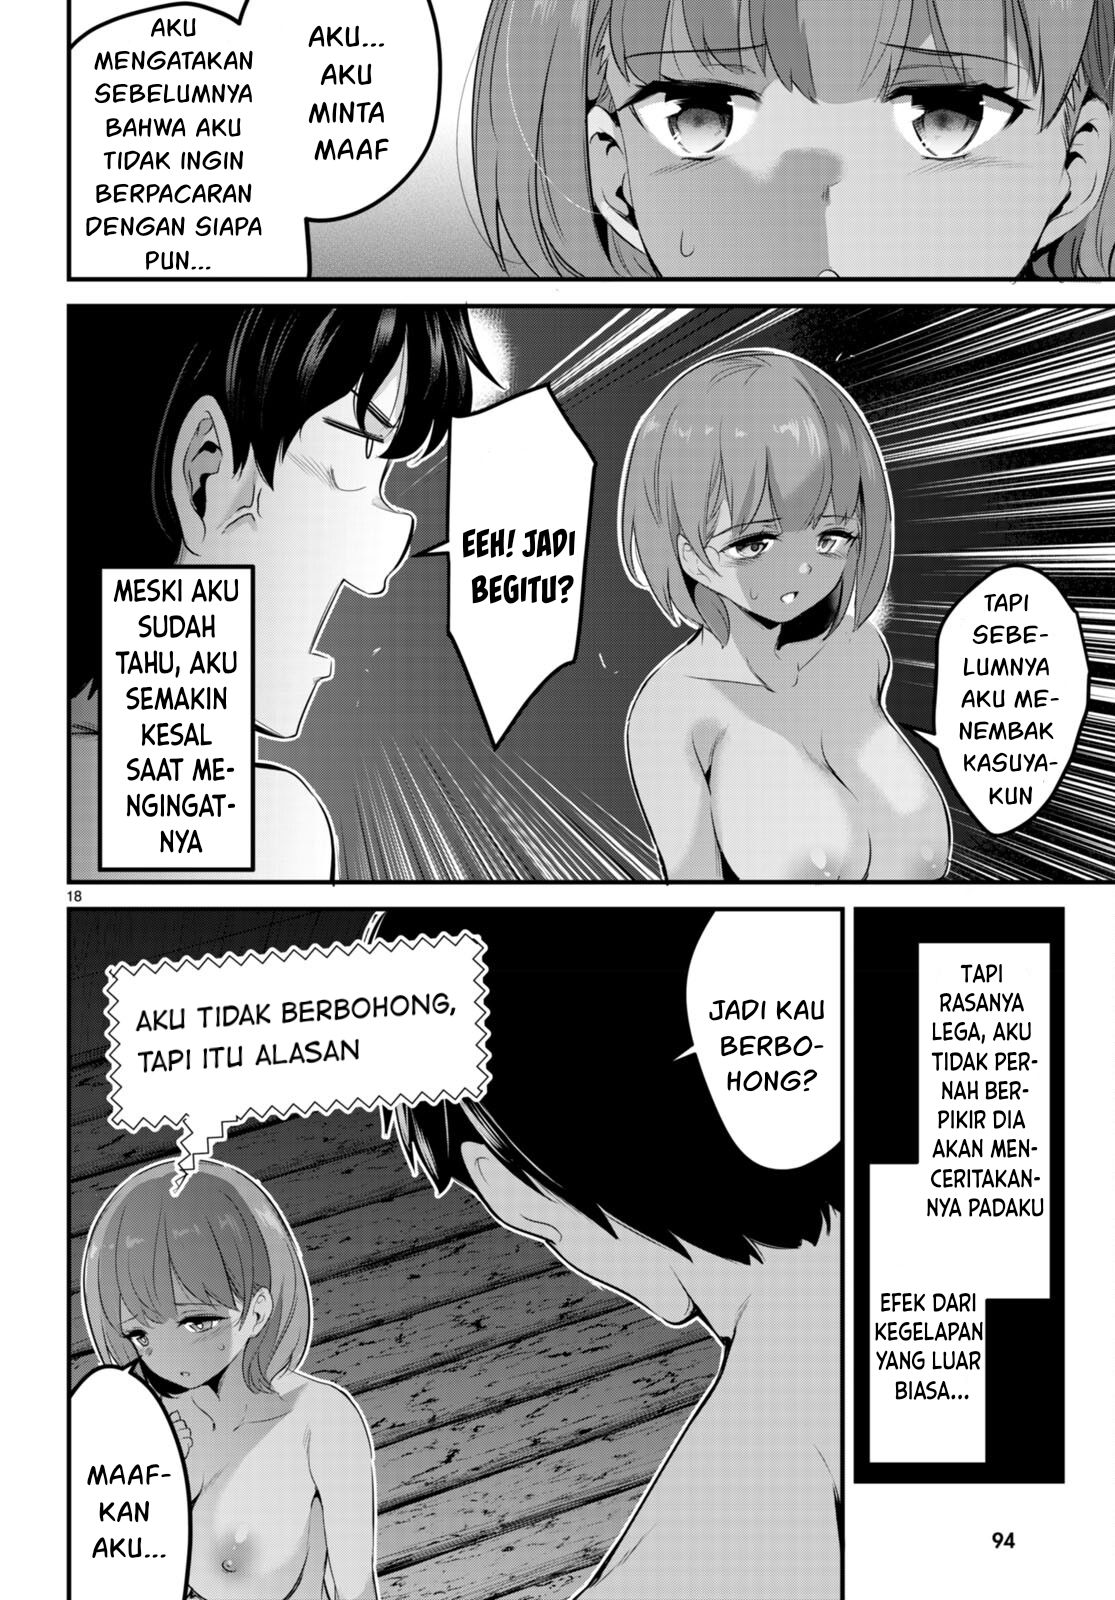 AKU...
AKU
MINTA
MAAF
AKU
MENGATAKAN
SEBELUMNYA
BAHWA AKU
TIDAK INGIN
BERPACARAN
DENGAN SIAPA
PUN...
TAPI
SEBE-
LUMNYA
AKU ME-
NEMBAK
KASUYA-
KUN
EEH! JADI
BEGITU?
MESKI AKU
SUDAH
TAHU, AKU
SEMAKIN
KESAL
SAAT ME-
NGINGAT-
NYA
18
TAPI
RASANYA
LEGA, AKU
TIDAK PER-
NAH BER-
PIKIR DIA
AKAN MEN-
CERITAKAN-
NYA PADAKU
EFEK DARI
KEGELAPAN
YANG LUAR
BIASA...
JADI KAU
BERBO-
HONG?
AKU TIDAK BERBOHONG,
TAPI ITU ALASAN
MAAF-
KAN
AKU...
94